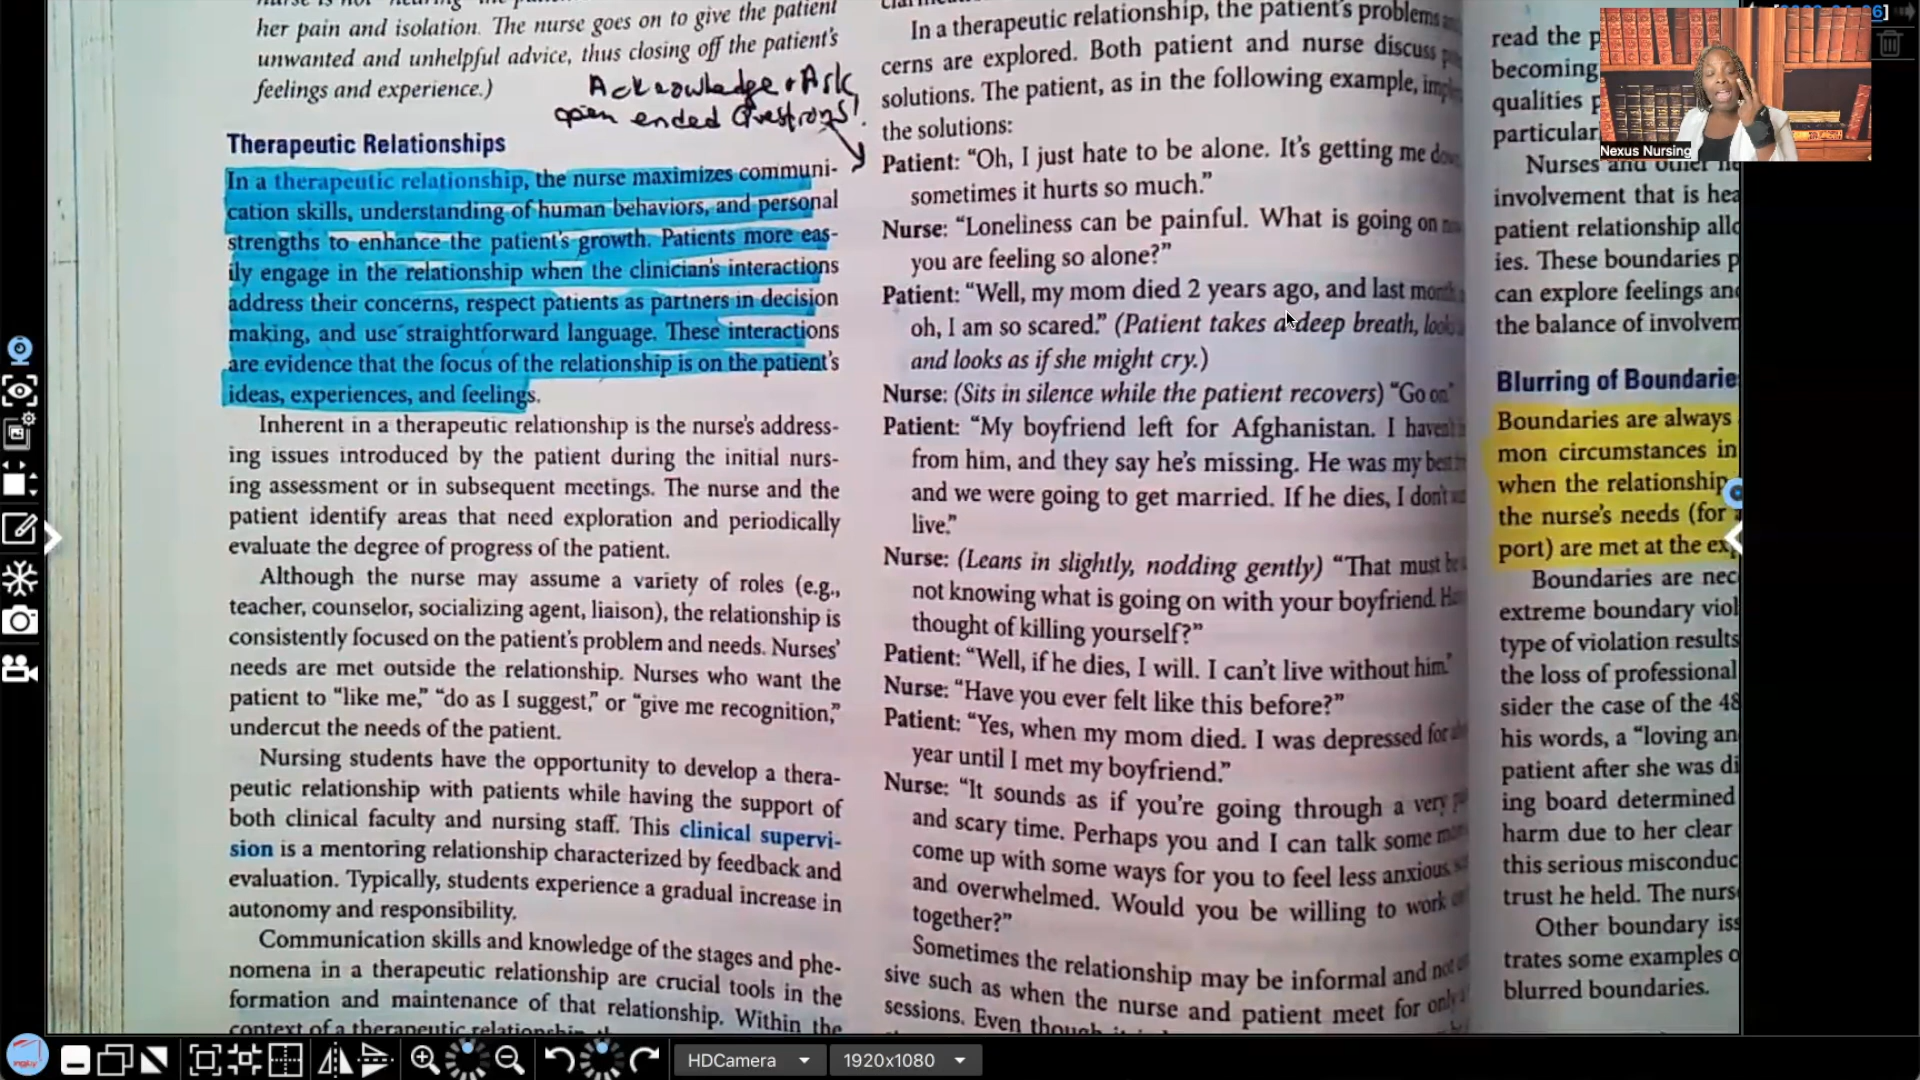 her pain and isolation. The nurse goes on to give the patient
unwanted and unhelpful advice, thus closing off the patient's
feelings and experience.)
Acknowledge + Ask
open ended Questions!
Therapeutic Relationships
In a therapeutic relationship, the nurse maximizes communi-
cation skills, understanding of human behaviors, and personal
strengths to enhance the patient's growth. Patients more eas-
ily engage in the relationship when the clinician's interactions
address their concerns, respect patients as partners in decision
making, and use straightforward language. These interactions
are evidence that the focus of the relationship is on the patient's
ideas, experiences, and feelings.
Inherent in a therapeutic relationship is the nurse's address-
ing issues introduced by the patient during the initial nurs-
ing assessment or in subsequent meetings. The nurse and the
patient identify areas that need exploration and periodically
evaluate the degree of progress of the patient.
Although the nurse may assume a variety of roles (e.g.,
teacher, counselor, socializing agent, liaison), the relationship is
consistently focused on the patient's problem and needs. Nurses'
needs are met outside the relationship. Nurses who want the
patient to “like me,” “do as I suggest,” or “give me recognition,”
undercut the needs of the patient.
Nursing students have the opportunity to develop a thera-
peutic relationship with patients while having the support of
both clinical faculty and nursing staff. This clinical supervi-
sion is a mentoring relationship characterized by feedback and
evaluation. Typically, students experience a gradual increase in
autonomy and responsibility.
Communication skills and knowledge of the stages and phe-
nomena in a therapeutic relationship are crucial tools in the
formation and maintenance of that relationship. Within the
context of a therapeutic relationship
In a therapeutic relationship, the patient's problems
cerns are explored. Both patient and nurse discuss
solutions. The patient, as in the following example,
the solutions:
Patient: “Oh, I just hate to be alone. It's getting me
sometimes it hurts so much.”
Nurse: “Loneliness can be painful. What is going on
you are feeling so alone?”
Patient: “Well, my mom died 2 years ago, and last
oh, I am so scared.” (Patient takes a deep breath,
and looks as if she might cry.)
Nurse: (Sits in silence while the patient recovers) “Go on”
Patient: “My boyfriend left for Afghanistan. I
from him, and they say he's missing. He was my
and we were going to get married. If he dies, I don't
live.”
Nurse: (Leans in slightly, nodding gently) “That must
not knowing what is going on with your boyfriend.
thought of killing yourself?”
Patient: “Well, if he dies, I will. I can't live without him.”
Nurse: “Have you ever felt like this before?”
Patient: “Yes, when my mom died. I was depressed for
year until I met my boyfriend.”
Nurse: “It sounds as if you're going through a very
and scary time. Perhaps you and I can talk some
come up with some ways for you to feel less anxious
and overwhelmed. Would you be willing to work
together?”
Sometimes the relationship may be informal and
sive such as when the nurse and patient meet for
sessions. Even though
read the
becoming
qualities
particular
Nurses and other
involvement that is
patient relationship
ies. These boundaries
can explore feelings
the balance of
Blurring of
Boundaries are always
mon circumstances in
when the relationship
the nurse's needs (for
port) are met at the
Boundaries are
extreme boundary
type of violation results
the loss of professional
sider the case of the
his words, a “loving
patient after she was
ing board determined
harm due to her clear
this serious
trust he held. The
Other boundary
trates some examples
blurred boundaries.
Nexus Nursing
HDCamera
1920x1080